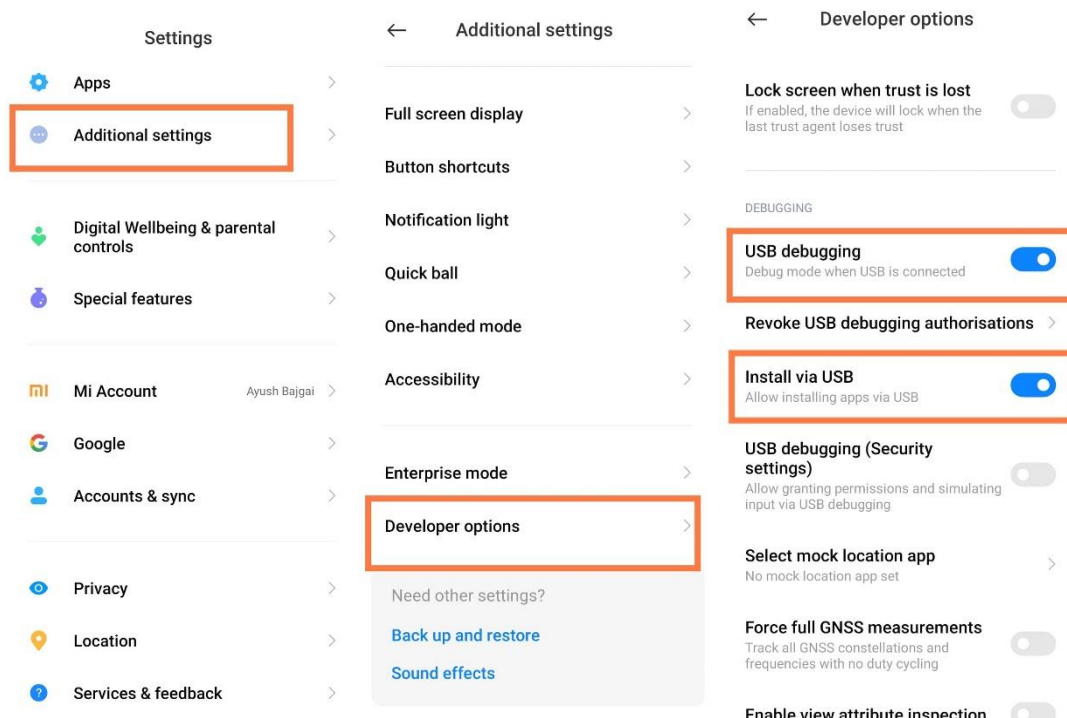 Settings
Apps
Additional settings
Digital Wellbeing & parental
controls
Special features
Mi Account
Ayush Bajgai
Google
Accounts & sync
Privacy
Location
Services & feedback
Additional settings
Full screen display
Button shortcuts
Notification light
Quick ball
One-handed mode
Accessibility
Enterprise mode
Developer options
Need other settings?
Back up and restore
Sound effects
Developer options
Lock screen when trust is lost
If enabled, the device will lock when the
last trust agent loses trust
DEBUGGING
USB debugging
Debug mode when USB is connected
Revoke USB debugging authorisations
Install via USB
Allow installing apps via USB
USB debugging (Security
settings)
Allow granting permissions and simulating
input via USB debugging
Select mock location app
No mock location app set
Force full GNSS measurements
Track all GNSS constellations and
frequencies with no duty cycling
Enable view attribute inspection